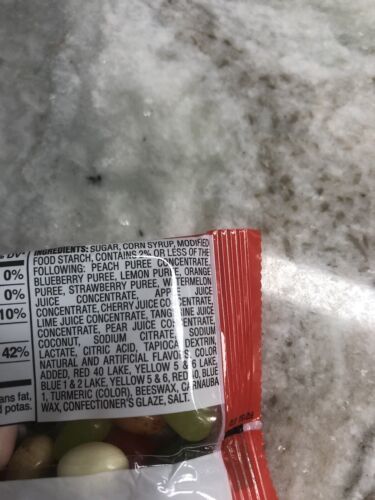 DV*
0%
0%
10%
42%
ans fat,
d potas.
INGREDIENTS: SUGAR, CORN SYRUP, MODIFIED
FOOD STARCH, CONTAINS 2% OR LESS OF THE
FOLLOWING: PEACH PUREE CONCENTRATE,
BLUEBERRY PUREE, LEMON PUREE, ORANGE
PUREE, STRAWBERRY PUREE, WATERMELON
JUICE CONCENTRATE, APPLE JUICE
CONCENTRATE, CHERRY JUICE CONCENTRATE,
LIME JUICE CONCENTRATE, TANGERINE JUICE
CONCENTRATE, PEAR JUICE CONCENTRATE,
COCONUT, SODIUM CITRATE, SODIUM
LACTATE, CITRIC ACID, TAPIOCA DEXTRIN,
NATURAL AND ARTIFICIAL FLAVORS, COLOR
ADDED, RED 40 LAKE, YELLOW 5 & 6 LAKE,
BLUE 1 & 2 LAKE, YELLOW 5 & 6, RED 40, BLUE
1, TURMERIC (COLOR), BEESWAX, CARNAUBA
WAX, CONFECTIONER'S GLAZE, SALT.